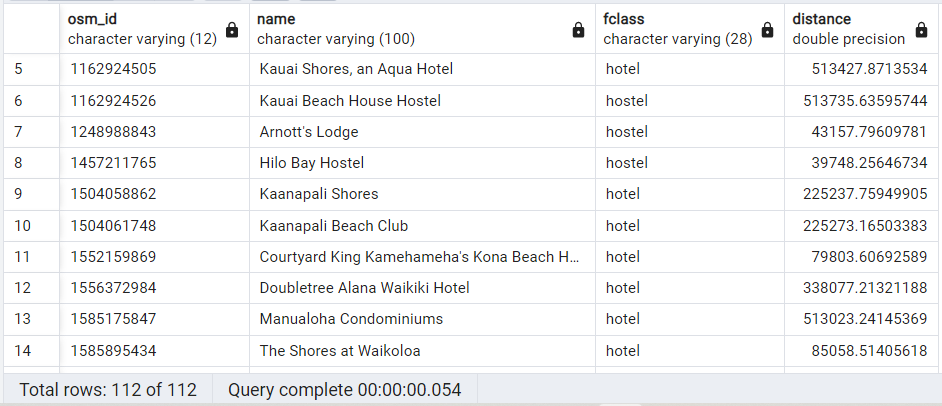 osm_id name fclass distance
character varying (12) character varying (100) character varying (28) double precision
5 1162924505 Kauai Shores, an Aqua Hotel hotel 513427.8713534
6 1162924526 Kauai Beach House Hostel hostel 513735.63595744
7 1248988843 Arnott's Lodge hostel 43157.79609781
8 1457211765 Hilo Bay Hostel hostel 39748.25646734
9 1504058862 Kaanapali Shores hotel 225237.75949905
10 1504061748 Kaanapali Beach Club hotel 225273.16503383
11 1552159869 Courtyard King Kamehameha's Kona Beach H... hotel 79803.60692589
12 1556372984 Doubletree Alana Waikiki Hotel hotel 338077.21321188
13 1585175847 Manualoha Condominiums hotel 513023.24145369
14 1585895434 The Shores at Waikoloa hotel 85058.51405618
Total rows: 112 of 112 Query complete 00:00:00.054